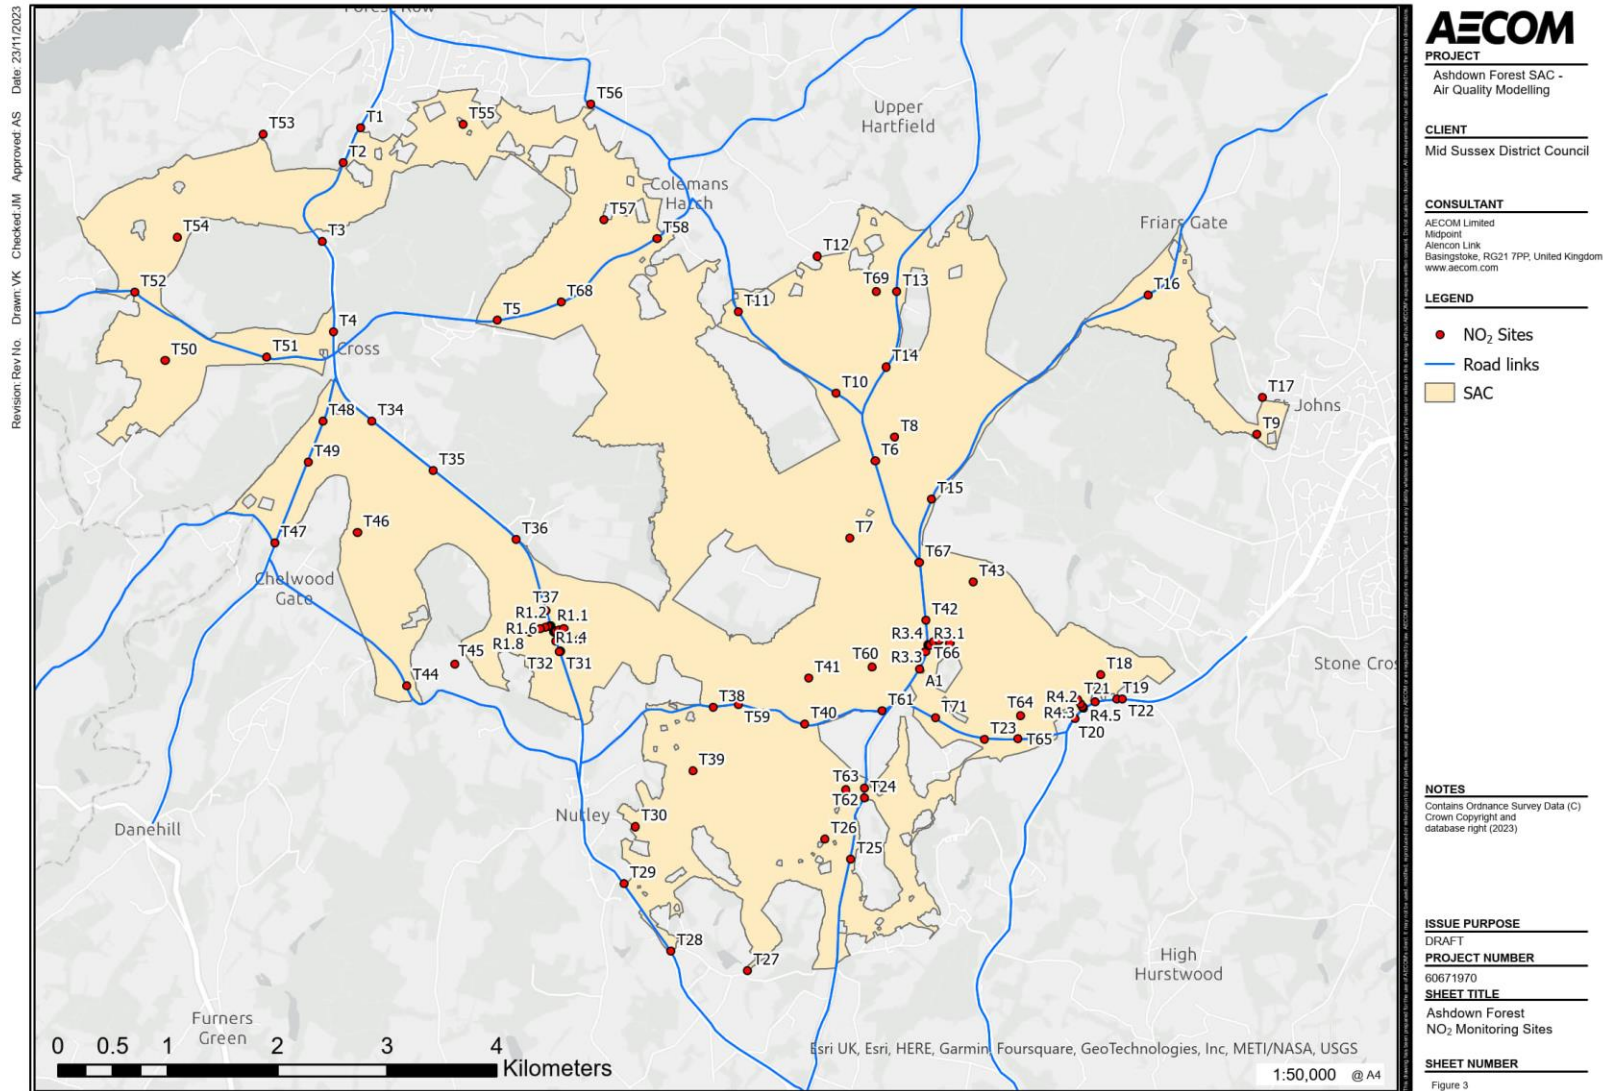 Revision: Rev No. Drawn: VK Checked: JM Approved: AS Date: 23/11/2023
Forest Row
T56
T55
T1
T53
T2
Upper
Hartfield
Colemans
Hatch
T57
T58
T54
T3
Friars Gate
T12
T52
T69
T13
T16
T11
T68
T5
T4
Cross
T51
T50
T14
T10
T17
St Johns
T48
T34
T9
T8
T49
T6
T35
T15
T46
T36
T7
T47
T67
Chelwood
Gate
T43
T37
R1.2
R1.1
R1.6
R1.4
R1.8
T42
R3.4
R3.1
T32
T31
R3.3
T66
T45
T60
T41
A1
T18
Stone Cros
T44
T38
T59
T61
T40
T71
T64
R4.2
T21
T19
R4.3
R4.5
T22
T20
T23
T65
T39
T63
T24
T62
Nutley
Danehill
T30
T26
T25
T29
T28
T27
High
Hurstwood
Furners
Green
0 0.5 1 2 3 4
Kilometers
Esri UK, Esri, HERE, Garmin, Foursquare, GeoTechnologies, Inc, METI/NASA, USGS
1:50,000 @ A4
AECOM
PROJECT
Ashdown Forest SAC -
Air Quality Modelling
CLIENT
Mid Sussex District Council
CONSULTANT
AECOM Limited
Midpoint
Alencon Link
Basingstoke, RG21 7PP, United Kingdom
www.aecom.com
LEGEND
NO₂ Sites
Road links
SAC
NOTES
Contains Ordnance Survey Data (C)
Crown Copyright and
database right (2023)
ISSUE PURPOSE
DRAFT
PROJECT NUMBER
60671970
SHEET TITLE
Ashdown Forest
NO₂ Monitoring Sites
SHEET NUMBER
Figure 3